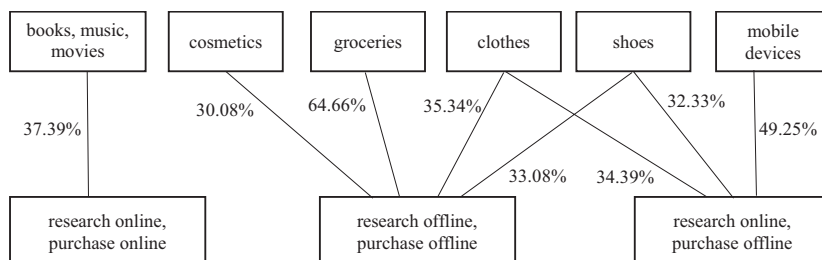 books, music,
movies
cosmetics
groceries
clothes
shoes
mobile
devices
37.39%
30.08%
64.66%
35.34%
32.33%
49.25%
33.08%
34.39%
research online,
purchase online
research offline,
purchase offline
research online,
purchase offline